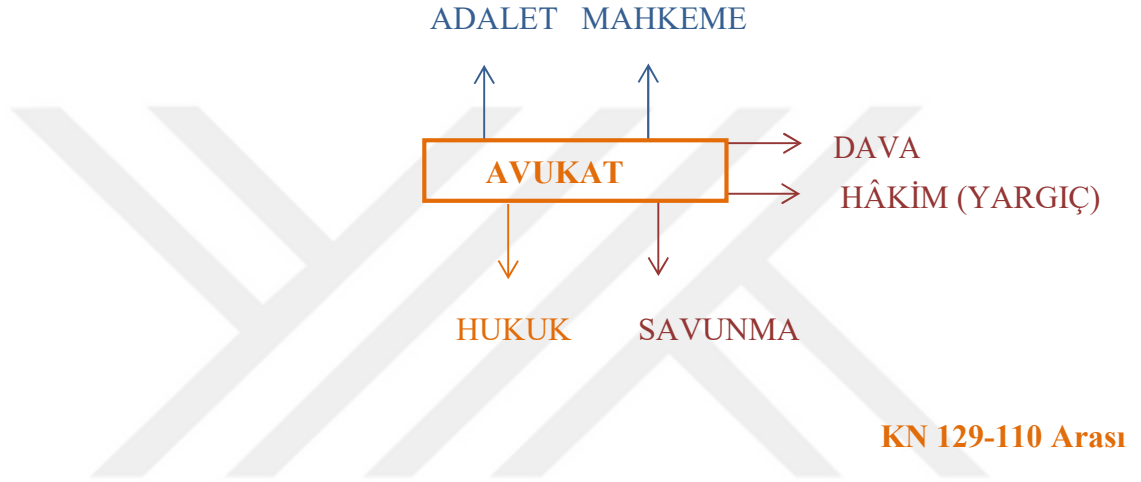 ADALET MAHKEME
DAVA
AVUKAT
HÂKİM (YARGIÇ)
HUKUK SAVUNMA
KN 129-110 Arası